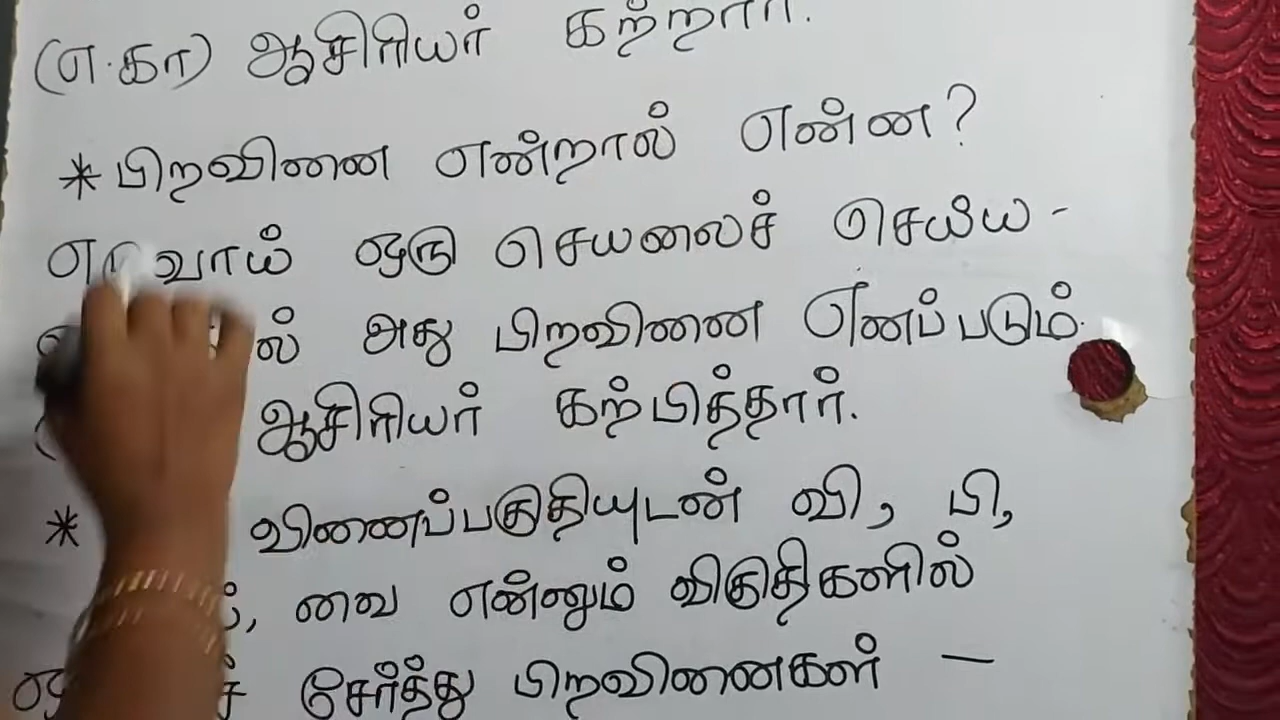 (எ.கா) ஆசிரியர் கற்றார்.
* பிறவினை என்றால் என்ன?
ஒரு செயலைச் செய்ய -
அது பிறவினை எனப்படும்.
ஆசிரியர் கற்பித்தார்.
* வினைப்பகுதியுடன் வி, பி,
வை என்னும் விகுதிகளில்
சேர்த்து பிறவினைகள் —